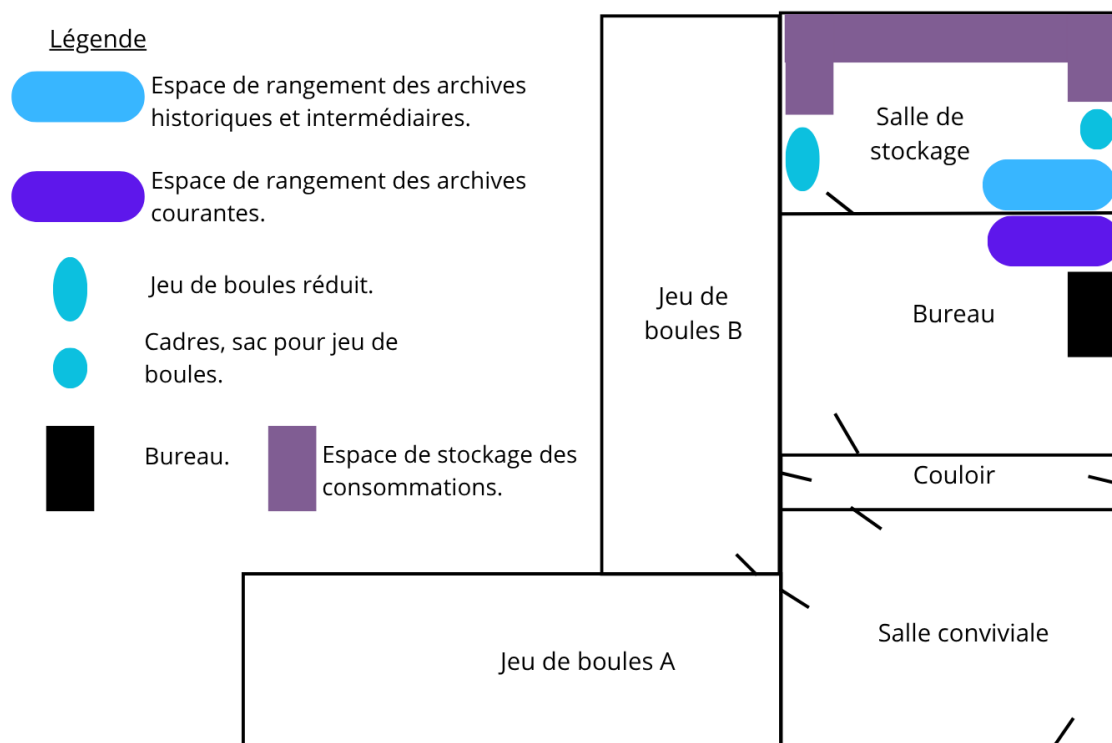 Légende
Espace de rangement des archives
historiques et intermédiaires.
Espace de rangement des archives
courantes.
Jeu de boules réduit.
Cadres, sac pour jeu de
boules.
Bureau.
Espace de stockage des
consommations.
Salle de
stockage
Jeu de
boules B
Bureau
Couloir
Salle conviviale
Jeu de boules A